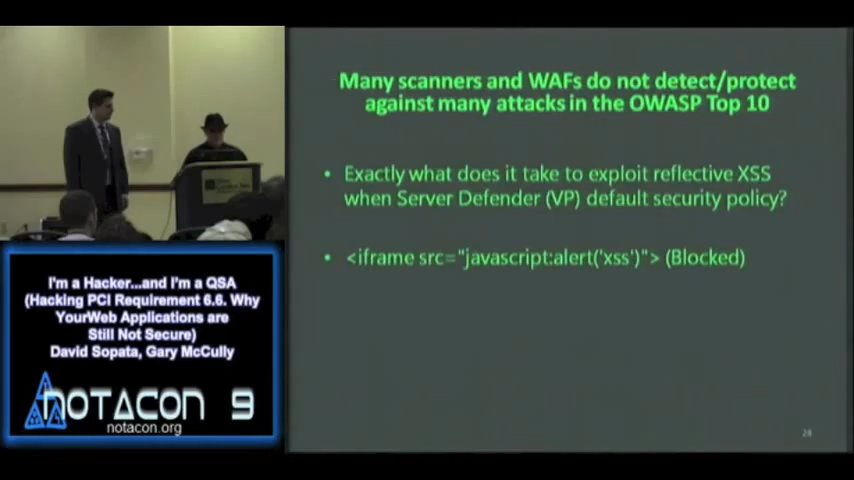 Many scanners and WAFs do not detect/protect
against many attacks in the OWASP Top 10
• Exactly what does it take to exploit reflective XSS
when Server Defender (VP) default security policy?
• <iframe src="javascript:alert('xss')"> (Blocked)
28
I'm a Hacker...and I'm a QSA
(Hacking PCI Requirement 6.6. Why
YourWeb Applications are
Still Not Secure)
David Sopata, Gary McCully
NOTACON 9
notacon.org